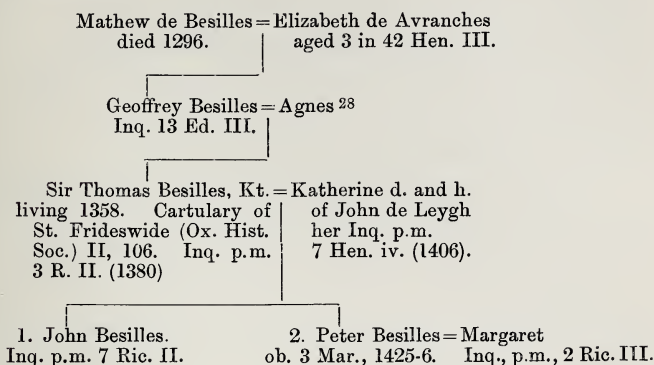 Mathew de Besilles = Elizabeth de Avranches
died 1296. aged 3 in 42 Hen. III.
Geoffrey Besilles = Agnes 28
Inq. 13 Ed. III.
Sir Thomas Besilles, Kt. = Katherine d. and h.
living 1358. Cartulary of of John de Leygh
St. Frideswide (Ox. Hist. her Inq. p.m.
Soc.) II, 106. Inq. p.m. 7 Hen. iv. (1406).
3 R. II. (1380)
1. John Besilles. 2. Peter Besilles = Margaret
Inq. p.m. 7 Ric. II. ob. 3 Mar., 1425-6. Inq., p.m., 2 Ric. III.